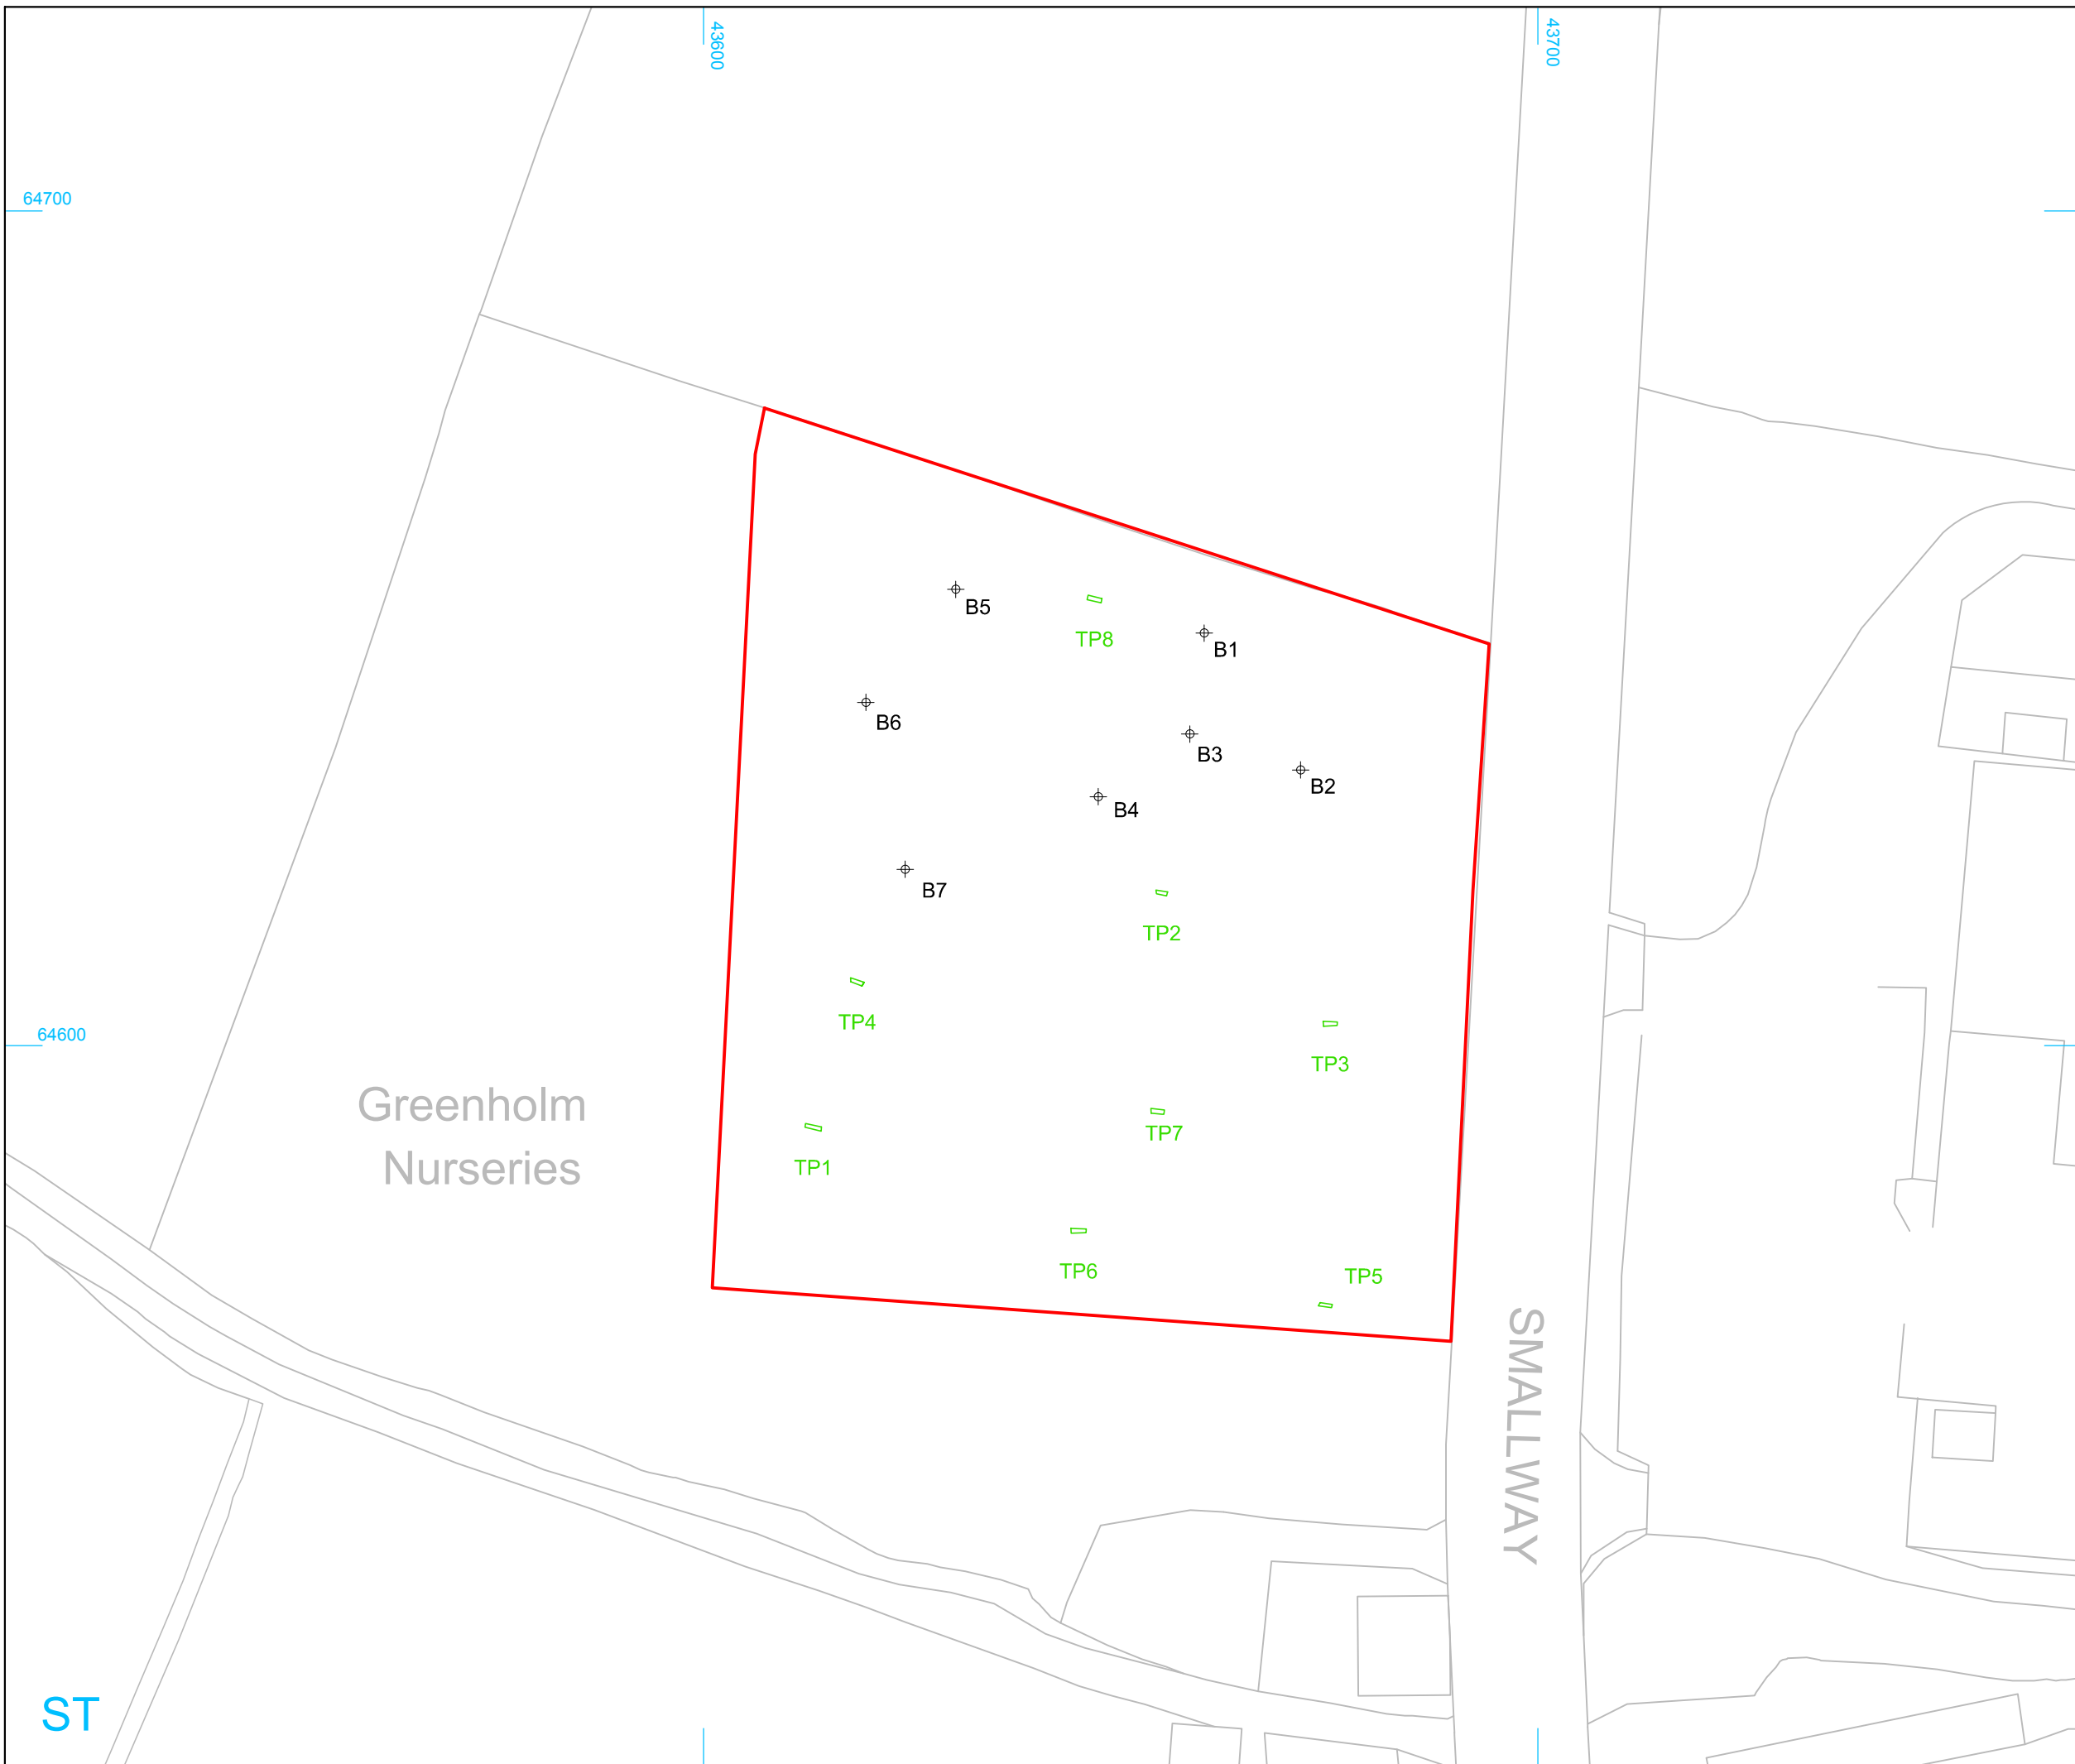 43600
43700
64700
B5
TP8
B1
B6
B3
B2
B4
B7
TP2
TP4
64600
TP3
Greenholm
Nurseries
TP7
TP1
TP6
TP5
SMALLWAY
ST